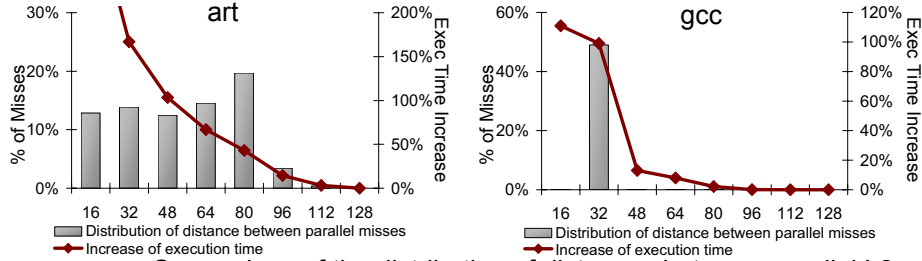 art
30%
20%
10%
0%
% of Misses
200%
150%
100%
50%
0%
Exec Time Increase
16 32 48 64 80 96 112 128
Distribution of distance between parallel misses
Increase of execution time
gcc
60%
40%
20%
0%
% of Misses
120%
100%
80%
60%
40%
20%
0%
Exec Time Increase
16 32 48 64 80 96 112 128
Distribution of distance between parallel misses
Increase of execution time